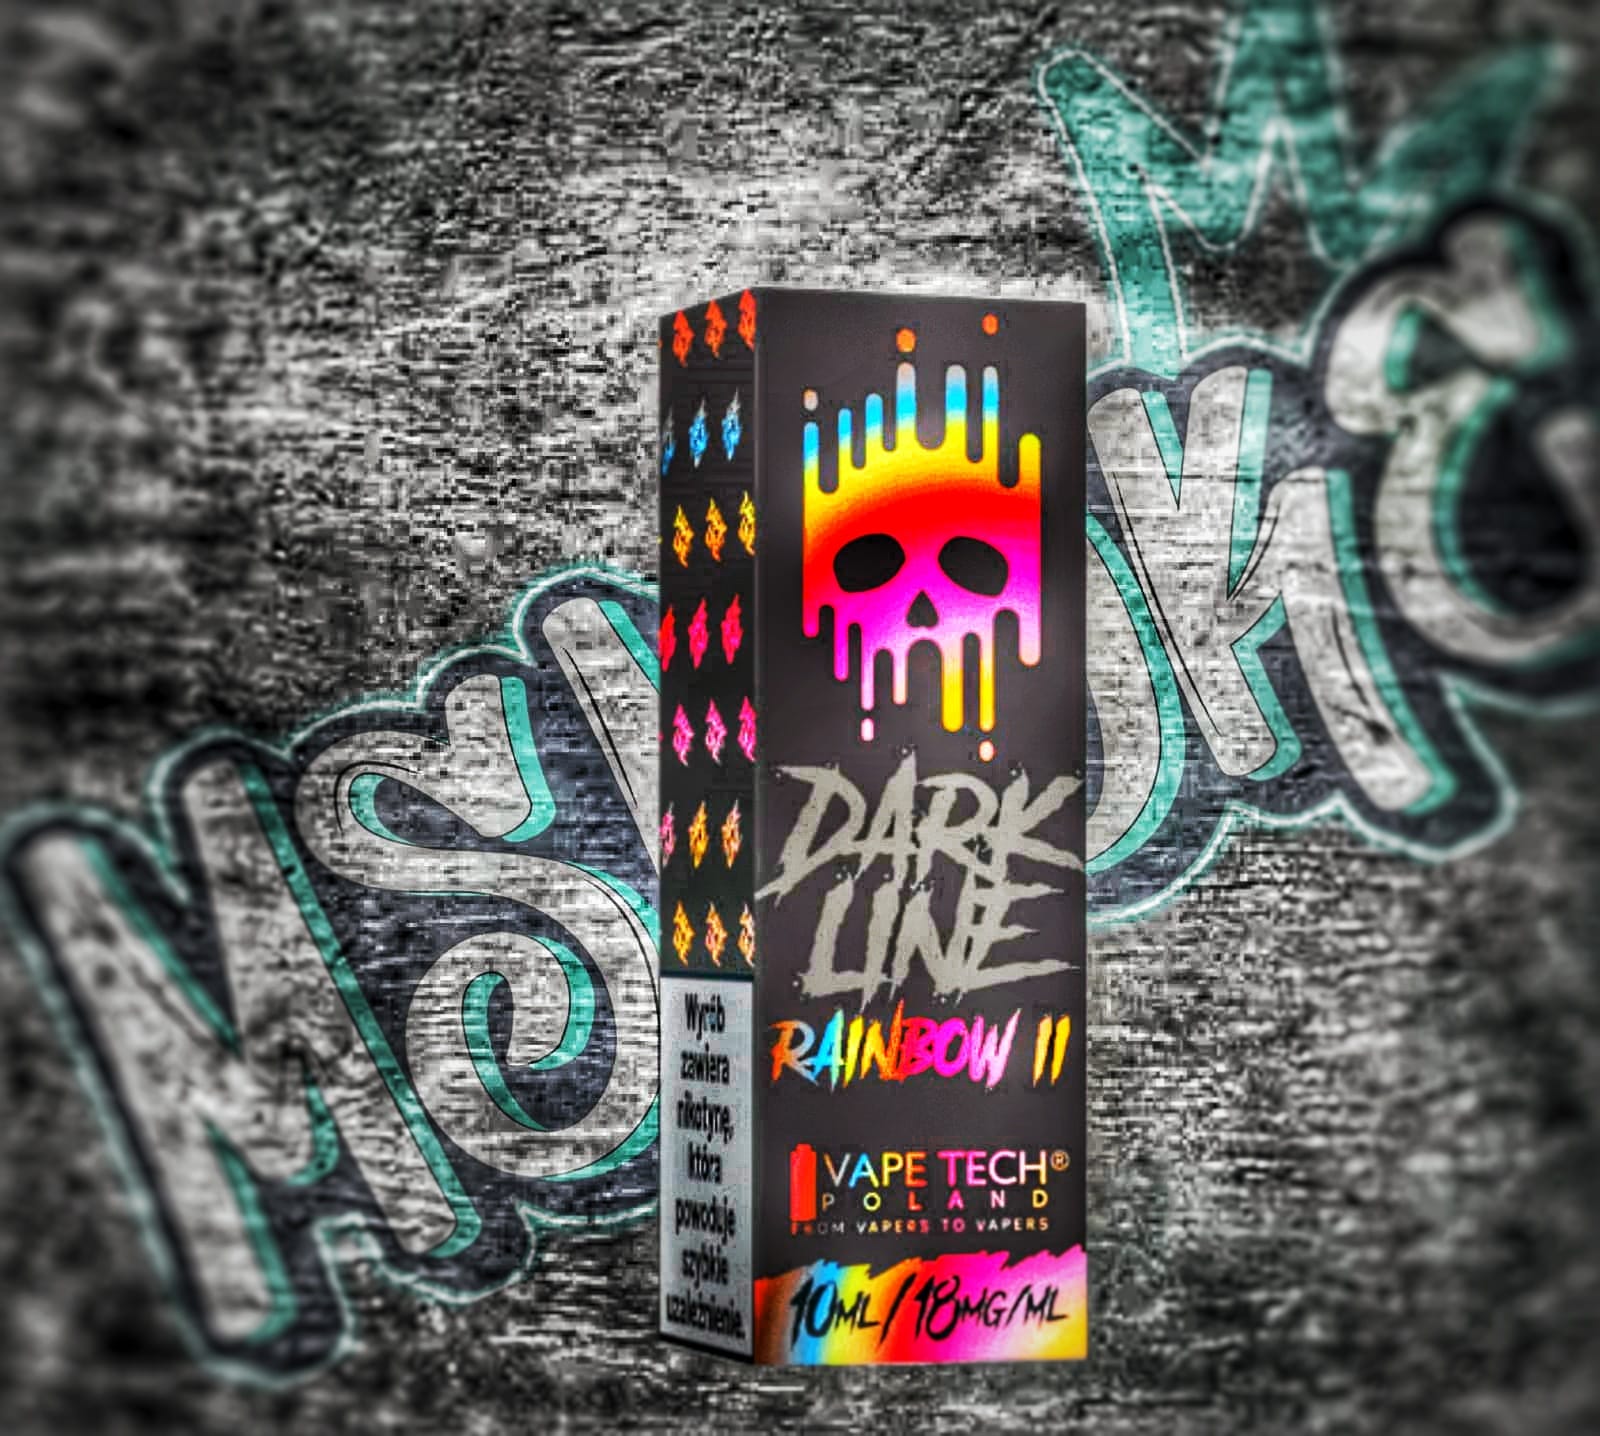 MSMOKE
DARK
LINE
RAINBOW II
VAPE TECH®
POLAND
FROM VAPERS TO VAPERS
10ML/18MG/ML
Wyrób
zawiera
nikotynę,
która
powoduje
szybkie
uzależnienie.